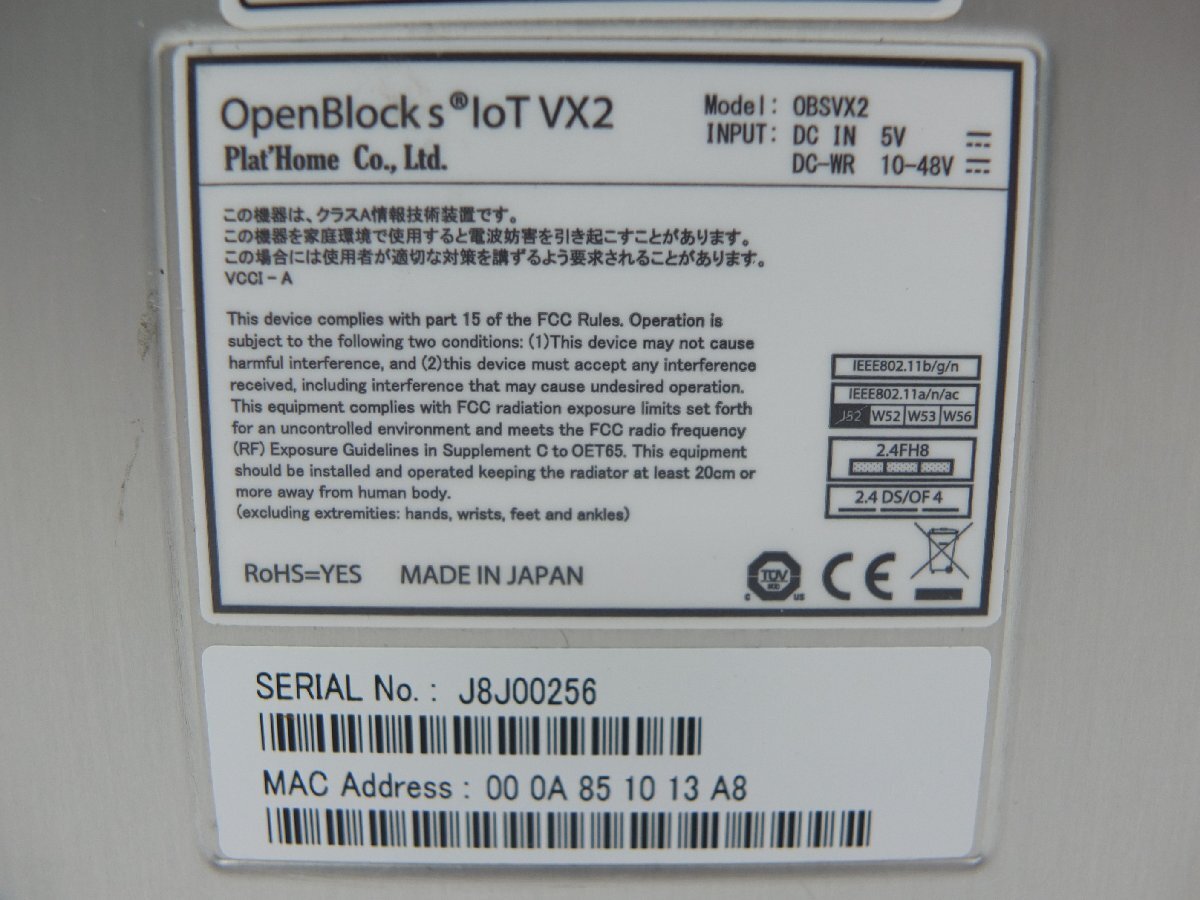 OpenBlocks®IoT VX2
Plat'Home Co., Ltd.
Model: OBSVX2
INPUT: DC IN 5V
DC-WR 10-48V
この機器は、クラスA情報技術装置です。
この機器を家庭環境で使用すると電波妨害を引き起こすことがあります。
この場合には使用者が適切な対策を講ずるよう要求されることがあります。
VCCI-A
This device complies with part 15 of the FCC Rules. Operation is
subject to the following two conditions: (1)This device may not cause
harmful interference, and (2)this device must accept any interference
received, including interference that may cause undesired operation.
This equipment complies with FCC radiation exposure limits set forth
for an uncontrolled environment and meets the FCC radio frequency
(RF) Exposure Guidelines in Supplement C to OET65. This equipment
should be installed and operated keeping the radiator at least 20cm or
more away from human body.
(excluding extremities: hands, wrists, feet and ankles)
IEEE802.11b/g/n
IEEE802.11a/n/ac
J52 W52 W53 W56
2.4FH8
2.4 DS/OF 4
RoHS=YES MADE IN JAPAN
TÜV
C US
CE
SERIAL No. : J8J00256
MAC Address : 00 0A 85 10 13 A8